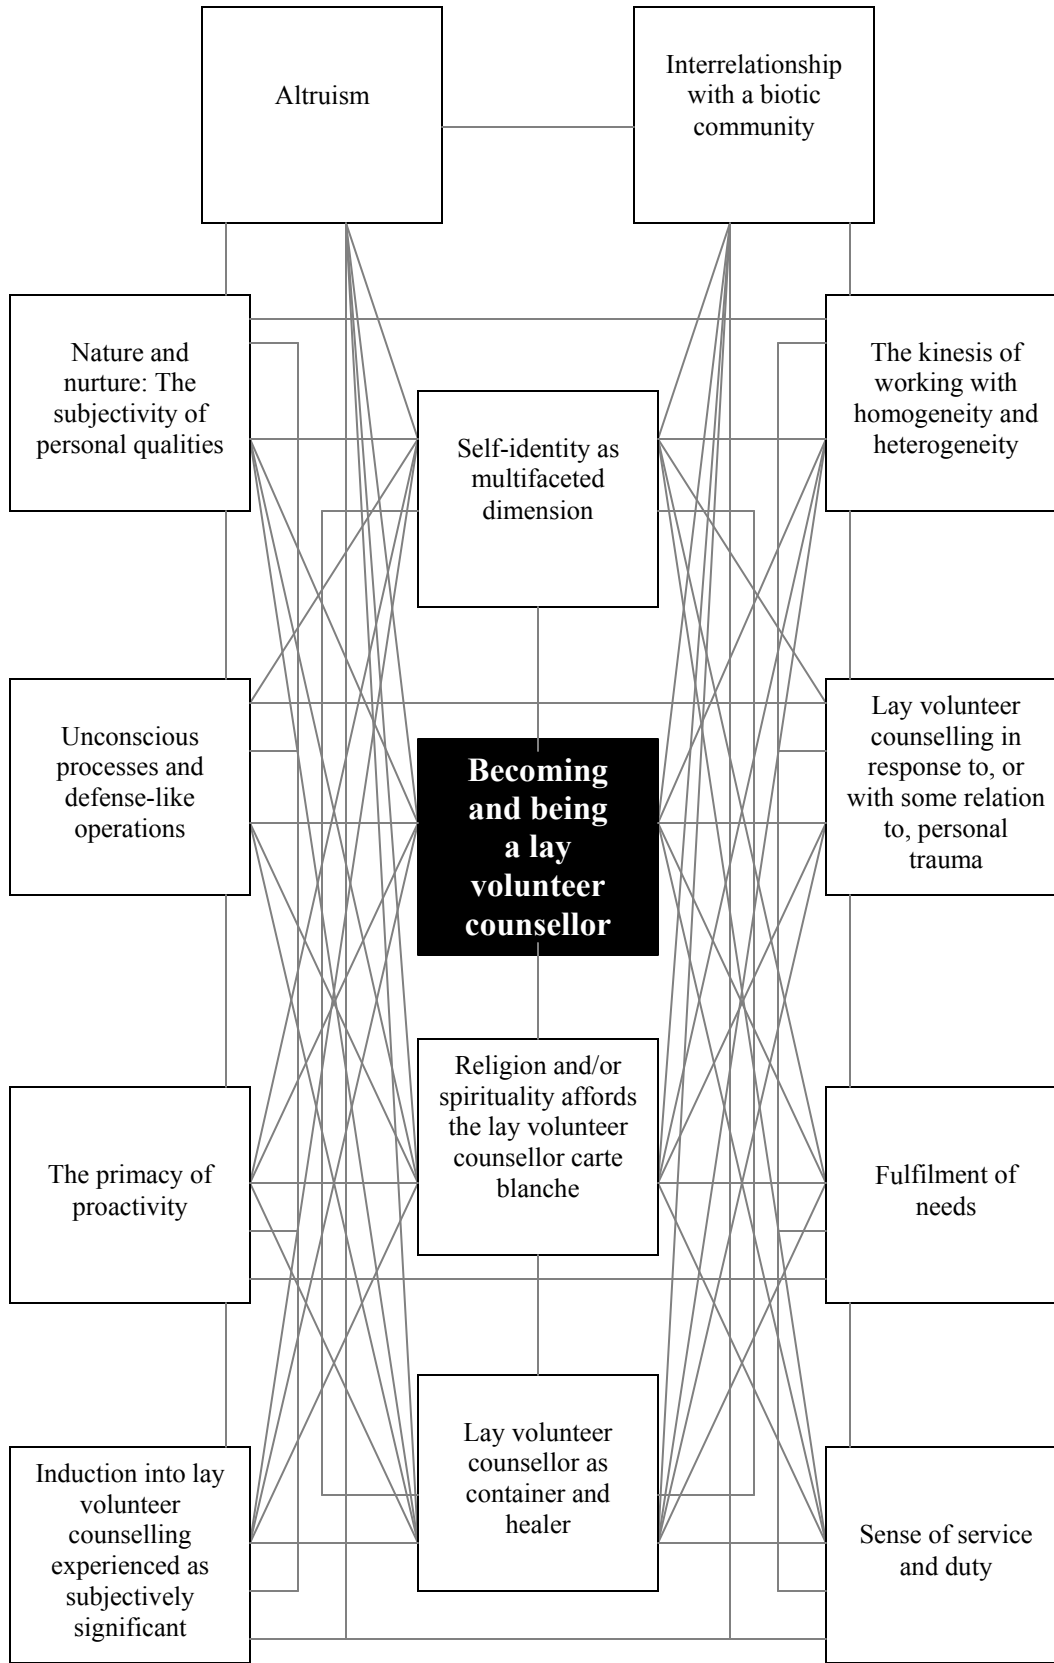 Altruism
Interrelationship
with a biotic
community
Nature and
nurture: The
subjectivity of
personal qualities
The kinesis of
working with
homogeneity and
heterogeneity
Self-identity as
multifaceted
dimension
Unconscious
processes and
defense-like
operations
Becoming
and being
a lay
volunteer
counsellor
Lay volunteer
counselling in
response to, or
with some relation
to, personal
trauma
Religion and/or
spirituality affords
the lay volunteer
counsellor carte
blanche
The primacy of
proactivity
Fulfilment of
needs
Lay volunteer
counsellor as
container and
healer
Induction into lay
volunteer
counselling
experienced as
subjectively
significant
Sense of service
and duty